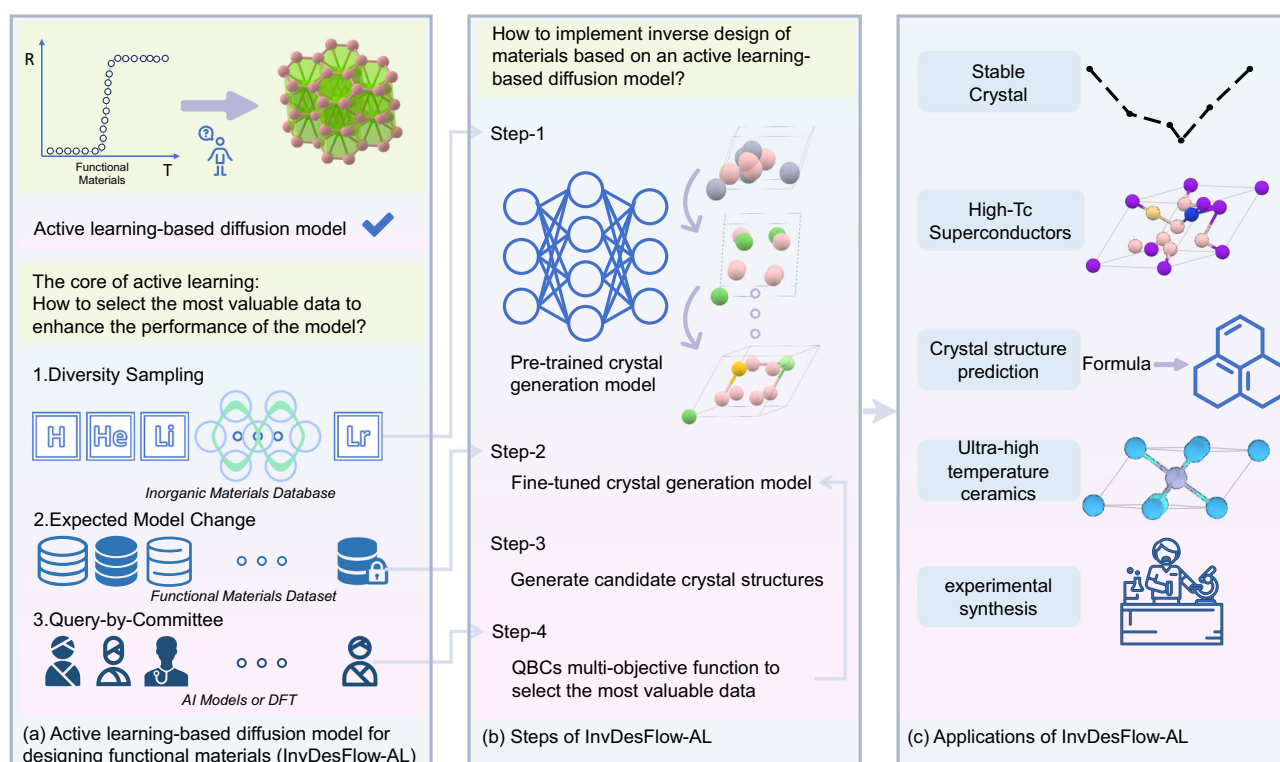 R
T
Functional
Materials
?
Active learning-based diffusion model
The core of active learning:
How to select the most valuable data to
enhance the performance of the model?
1.Diversity Sampling
H He Li Lr
Inorganic Materials Database
2.Expected Model Change
Functional Materials Dataset
3.Query-by-Committee
AI Models or DFT
(a) Active learning-based diffusion model for
designing functional materials (InvDesFlow-AL)
How to implement inverse design of
materials based on an active learning-
based diffusion model?
Step-1
Pre-trained crystal
generation model
Step-2
Fine-tuned crystal generation model
Step-3
Generate candidate crystal structures
Step-4
QBCs multi-objective function to
select the most valuable data
(b) Steps of InvDesFlow-AL
Stable
Crystal
High-Tc
Superconductors
Crystal structure
prediction
Formula
Ultra-high
temperature
ceramics
experimental
synthesis
(c) Applications of InvDesFlow-AL